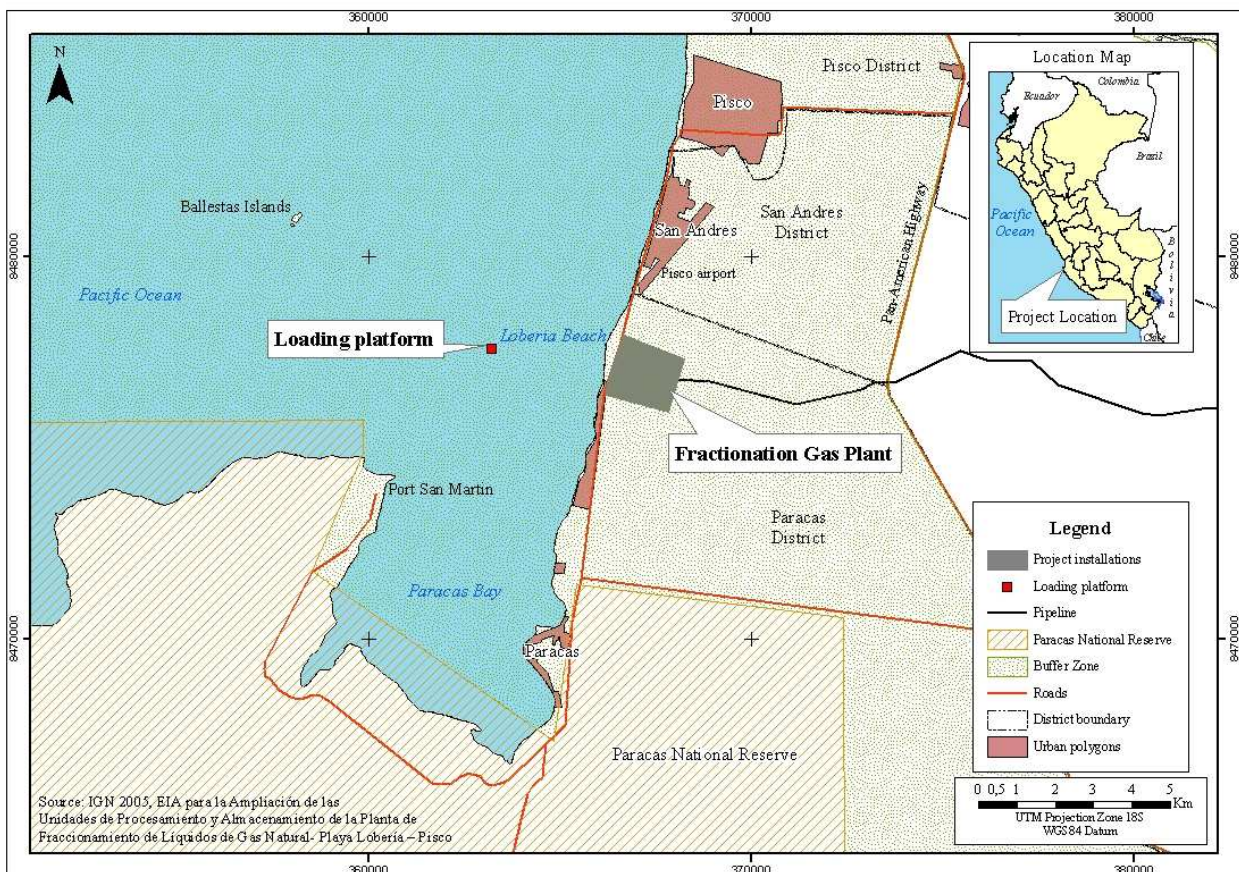 360000
370000
380000
N
Pisco District
Pisco
Location Map
Colombia
Ecuador
Brazil
Pacific
Ocean
Bolivia
Chile
Project Location
Ballestas Islands
San Andres
District
San Andres
Pisco airport
Pan-American Highway
8480000
8480000
Pacific Ocean
Loading platform
Loberia Beach
Fractionation Gas Plant
Port San Martin
Paracas
District
Paracas Bay
Paracas
8470000
8470000
Paracas National Reserve
Legend
Project installations
Loading platform
Pipeline
Paracas National Reserve
Buffer Zone
Roads
District boundary
Urban polygons
0 0,5 1 2 3 4 5
Km
UTM Projection Zone 18S
WGS84 Datum
Source: IGN 2005, EIA para la Ampliación de las
Unidades de Procesamiento y Almacenamiento de la Planta de
Fraccionamiento de Líquidos de Gas Natural- Playa Lobería – Pisco
360000
370000
380000